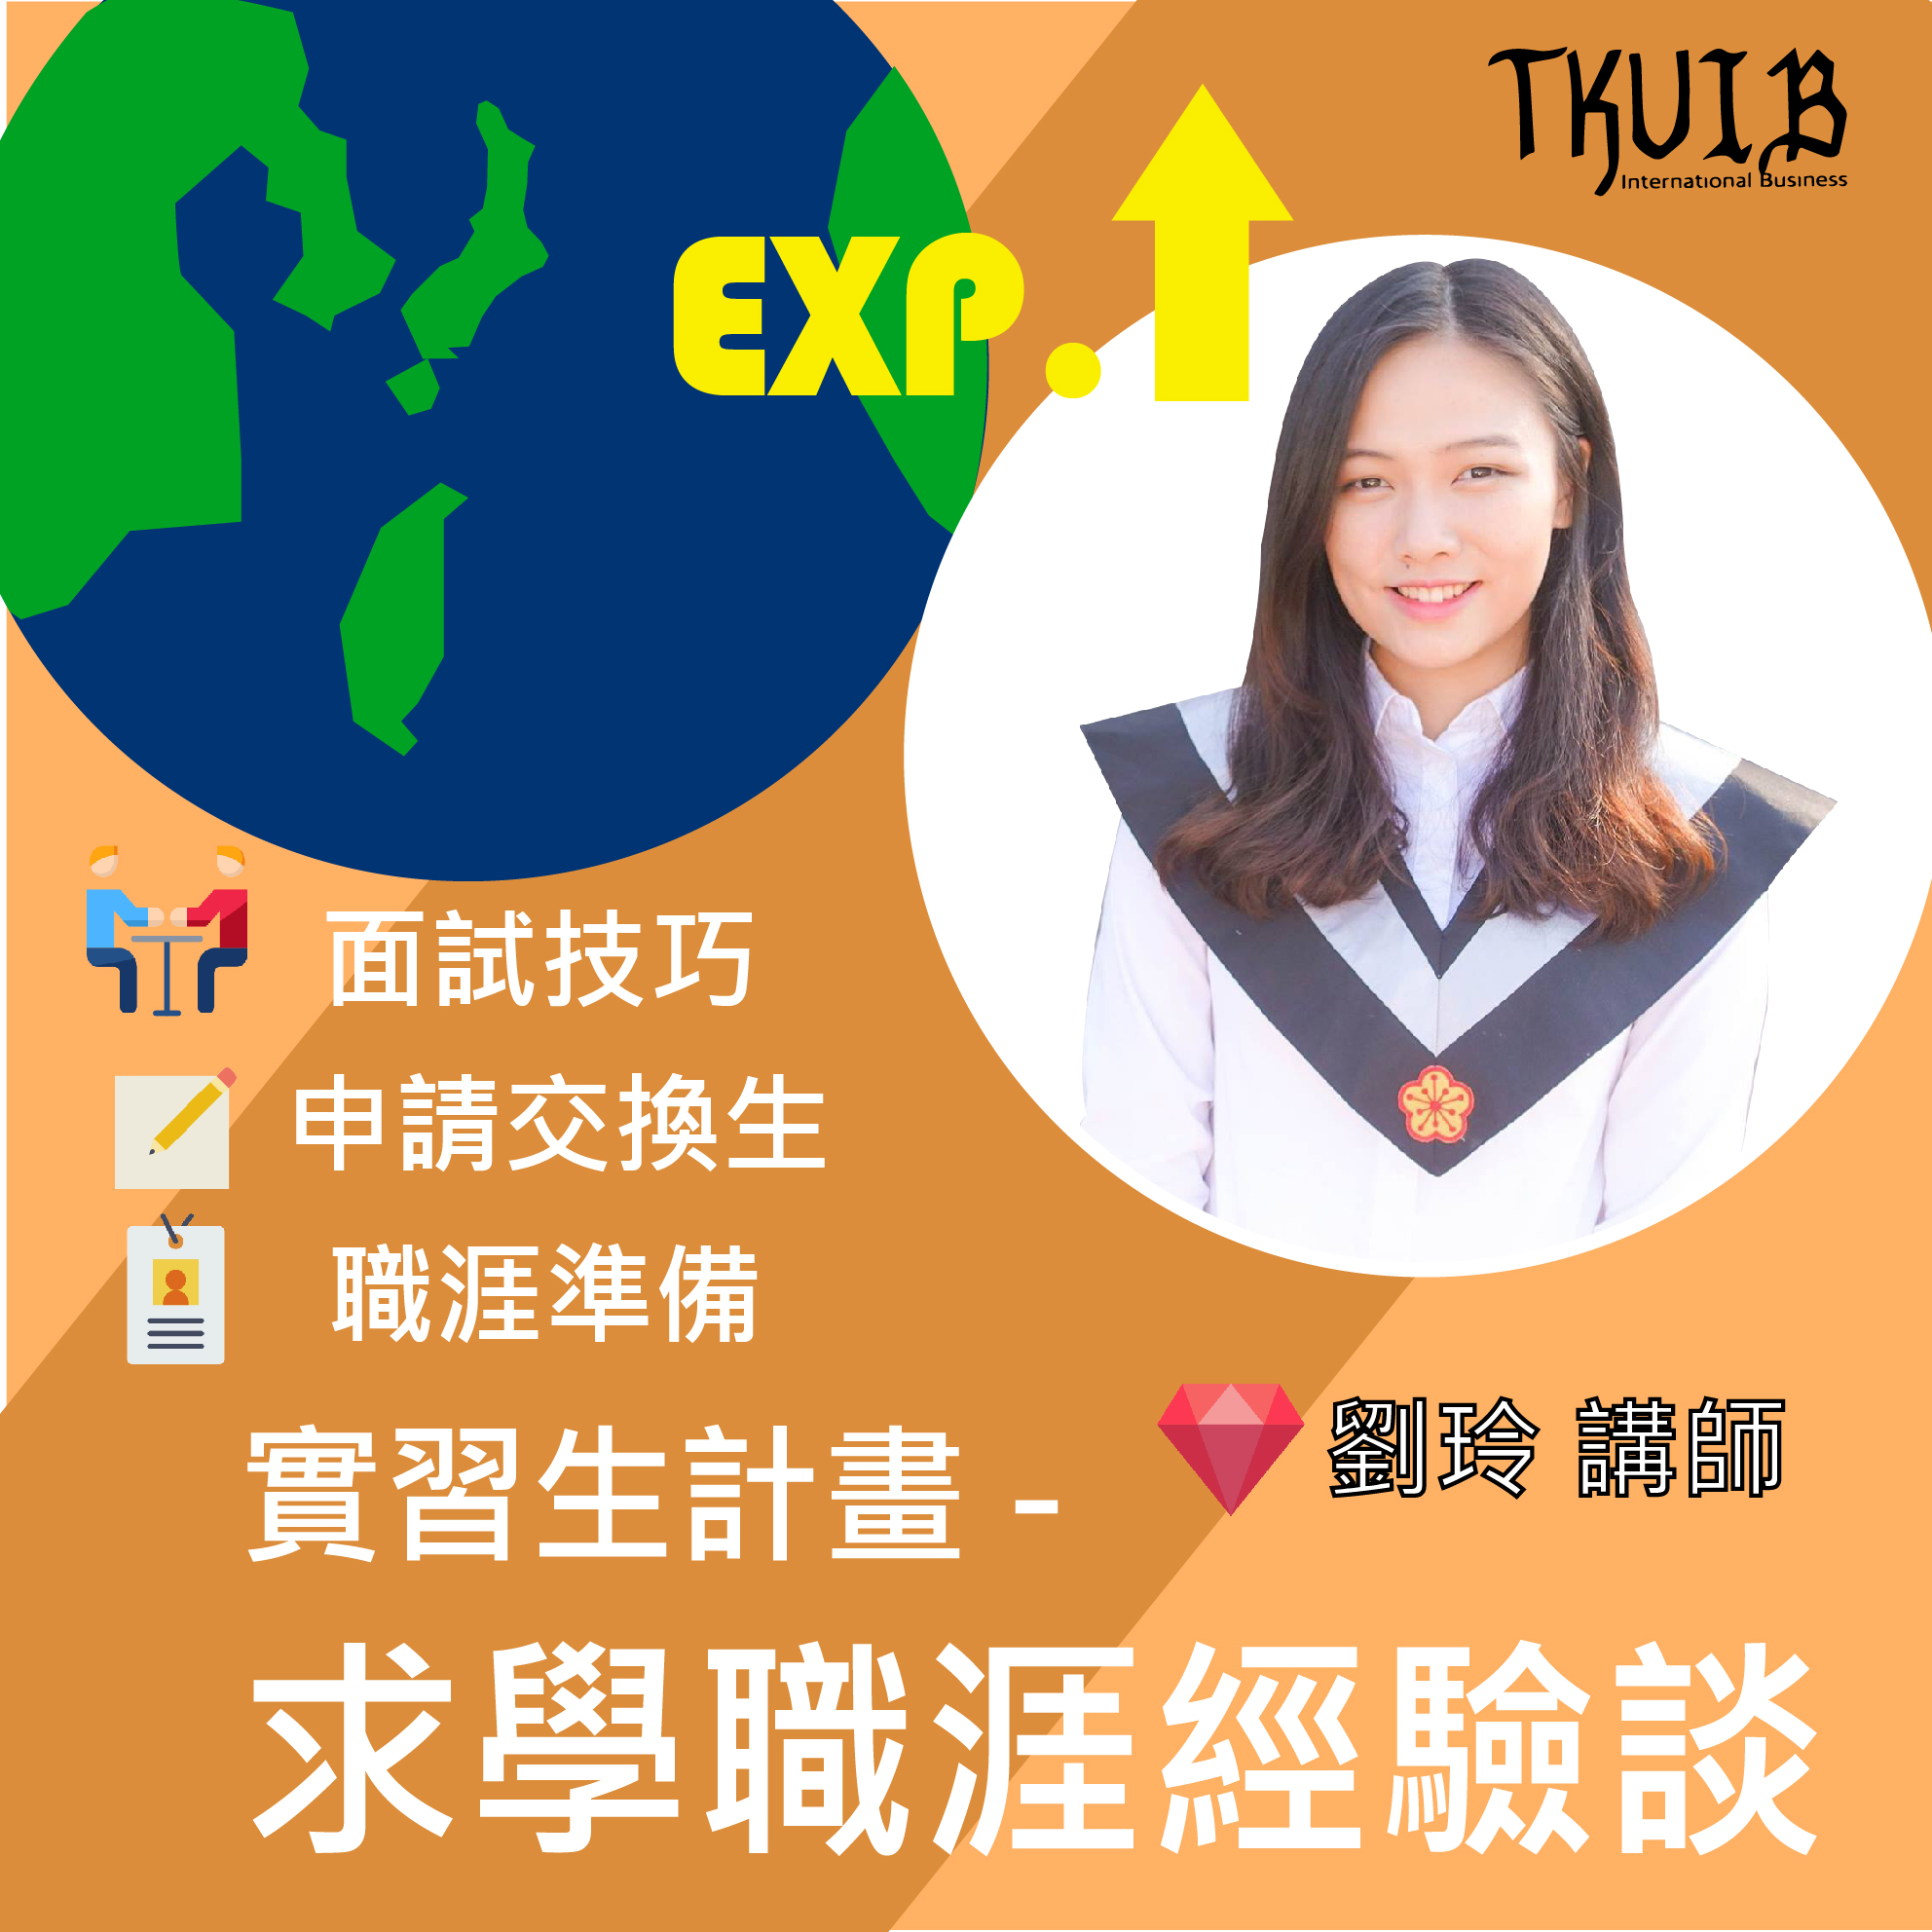 TKUIB
International Business
EXP.
面試技巧
申請交換生
職涯準備
劉玲 講師
實習生計畫 -
求學職涯經驗談